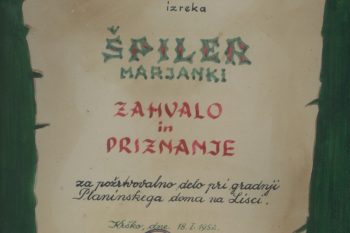 izreka
ŠPILER
MARJANKI
ZAHVALO
in
PRIZNANJE
za požrtvovalno delo pri gradnji
Planinskega doma na Lisci.
Krško, dne 18. I. 1952.